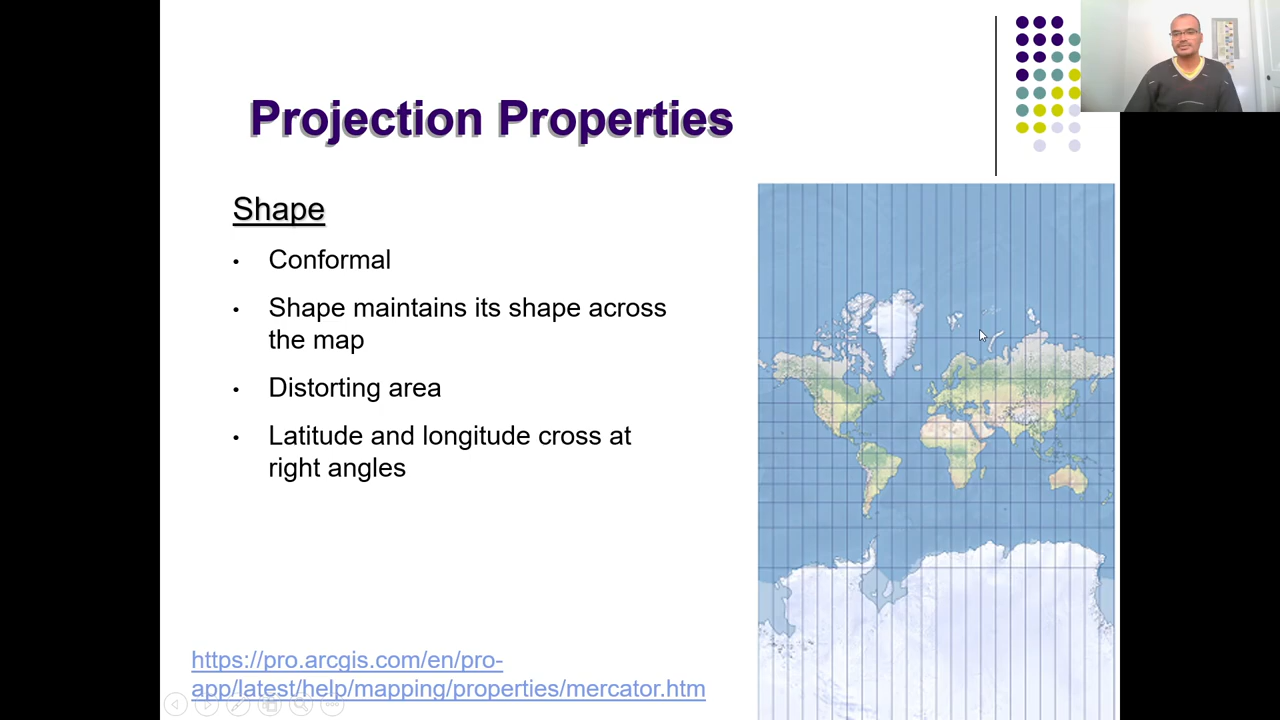 Projection Properties
Shape
• Conformal
• Shape maintains its shape across
the map
• Distorting area
• Latitude and longitude cross at
right angles
https://pro.arcgis.com/en/pro-
app/latest/help/mapping/properties/mercator.htm